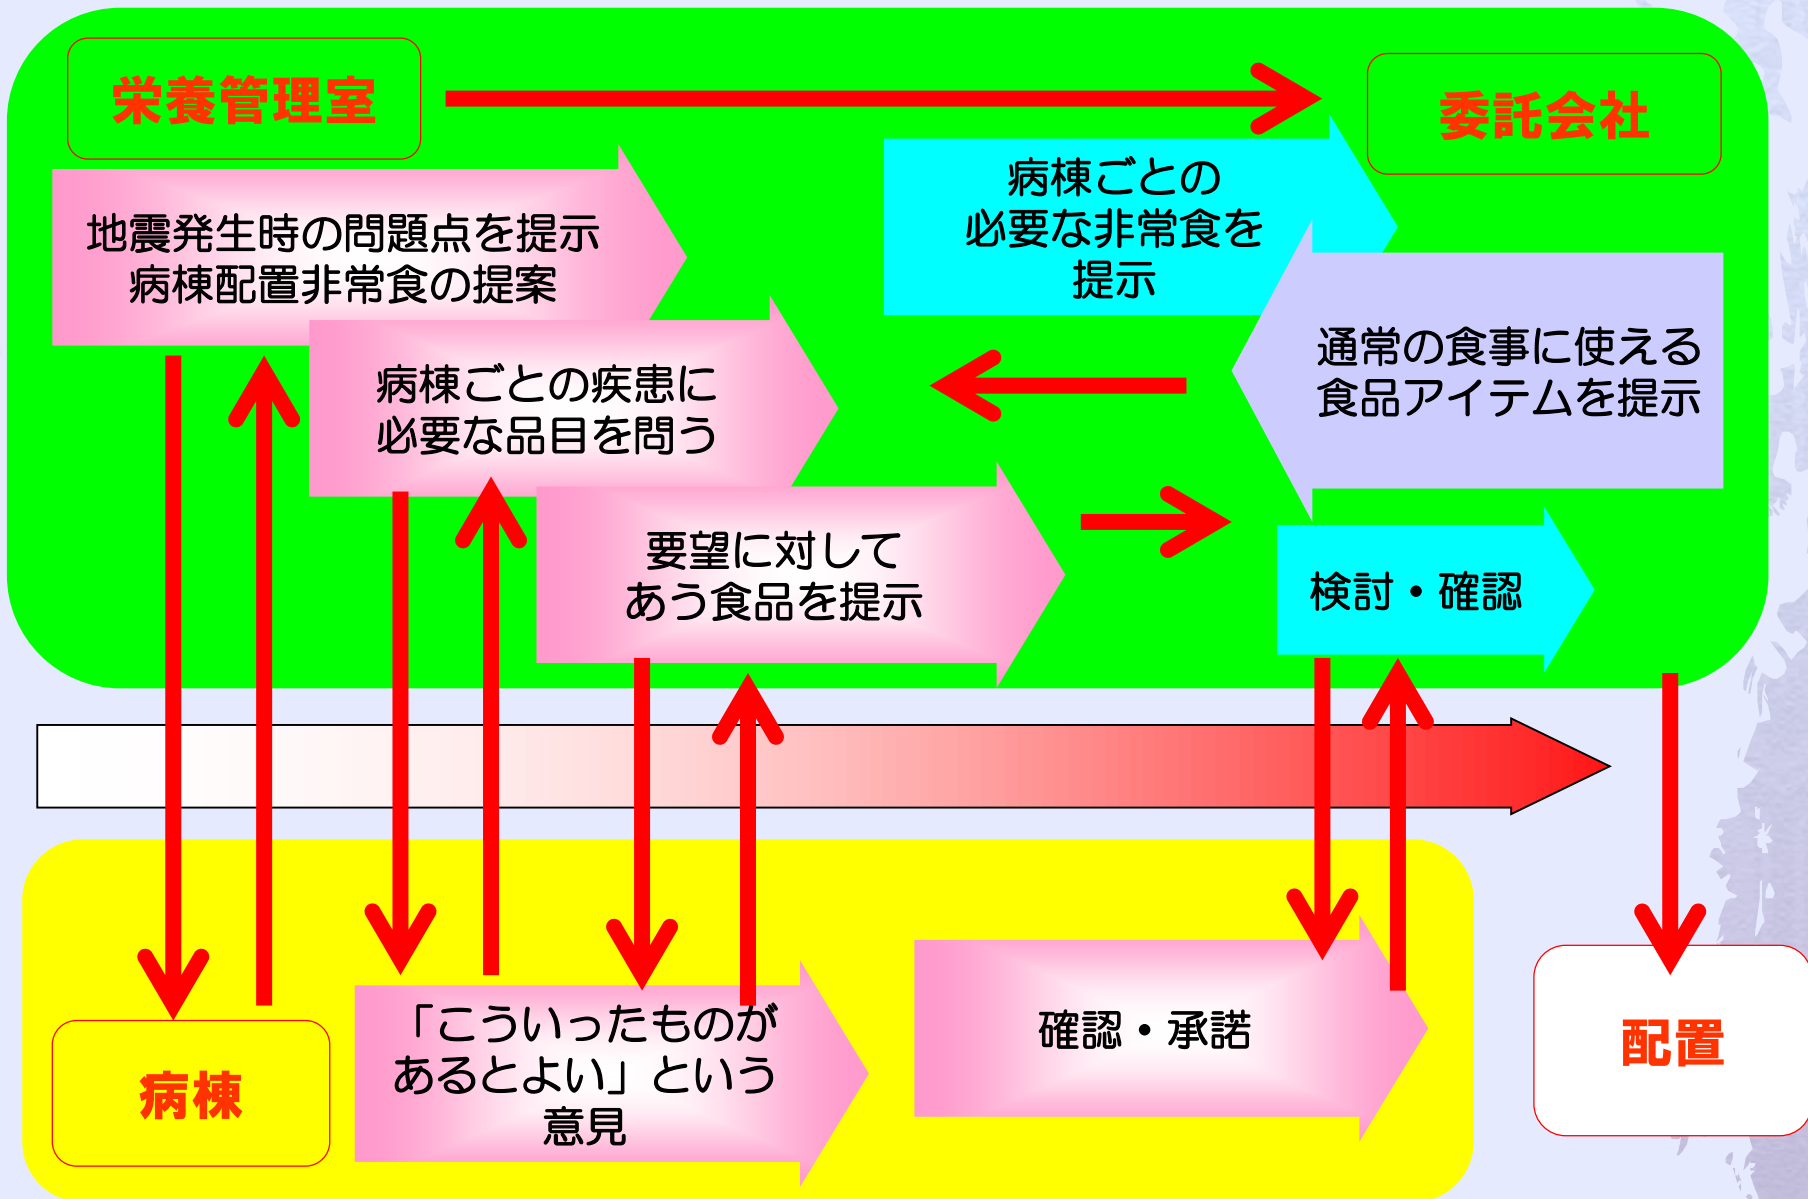 栄養管理室
委託会社
地震発生時の問題点を提示
病棟配置非常食の提案
病棟ごとの
必要な非常食を
提示
通常の食事に使える
食品アイテムを提示
病棟ごとの疾患に
必要な品目を問う
要望に対して
あう食品を提示
検討・確認
病棟
「こういったものが
あるとよい」という
意見
確認・承諾
配置